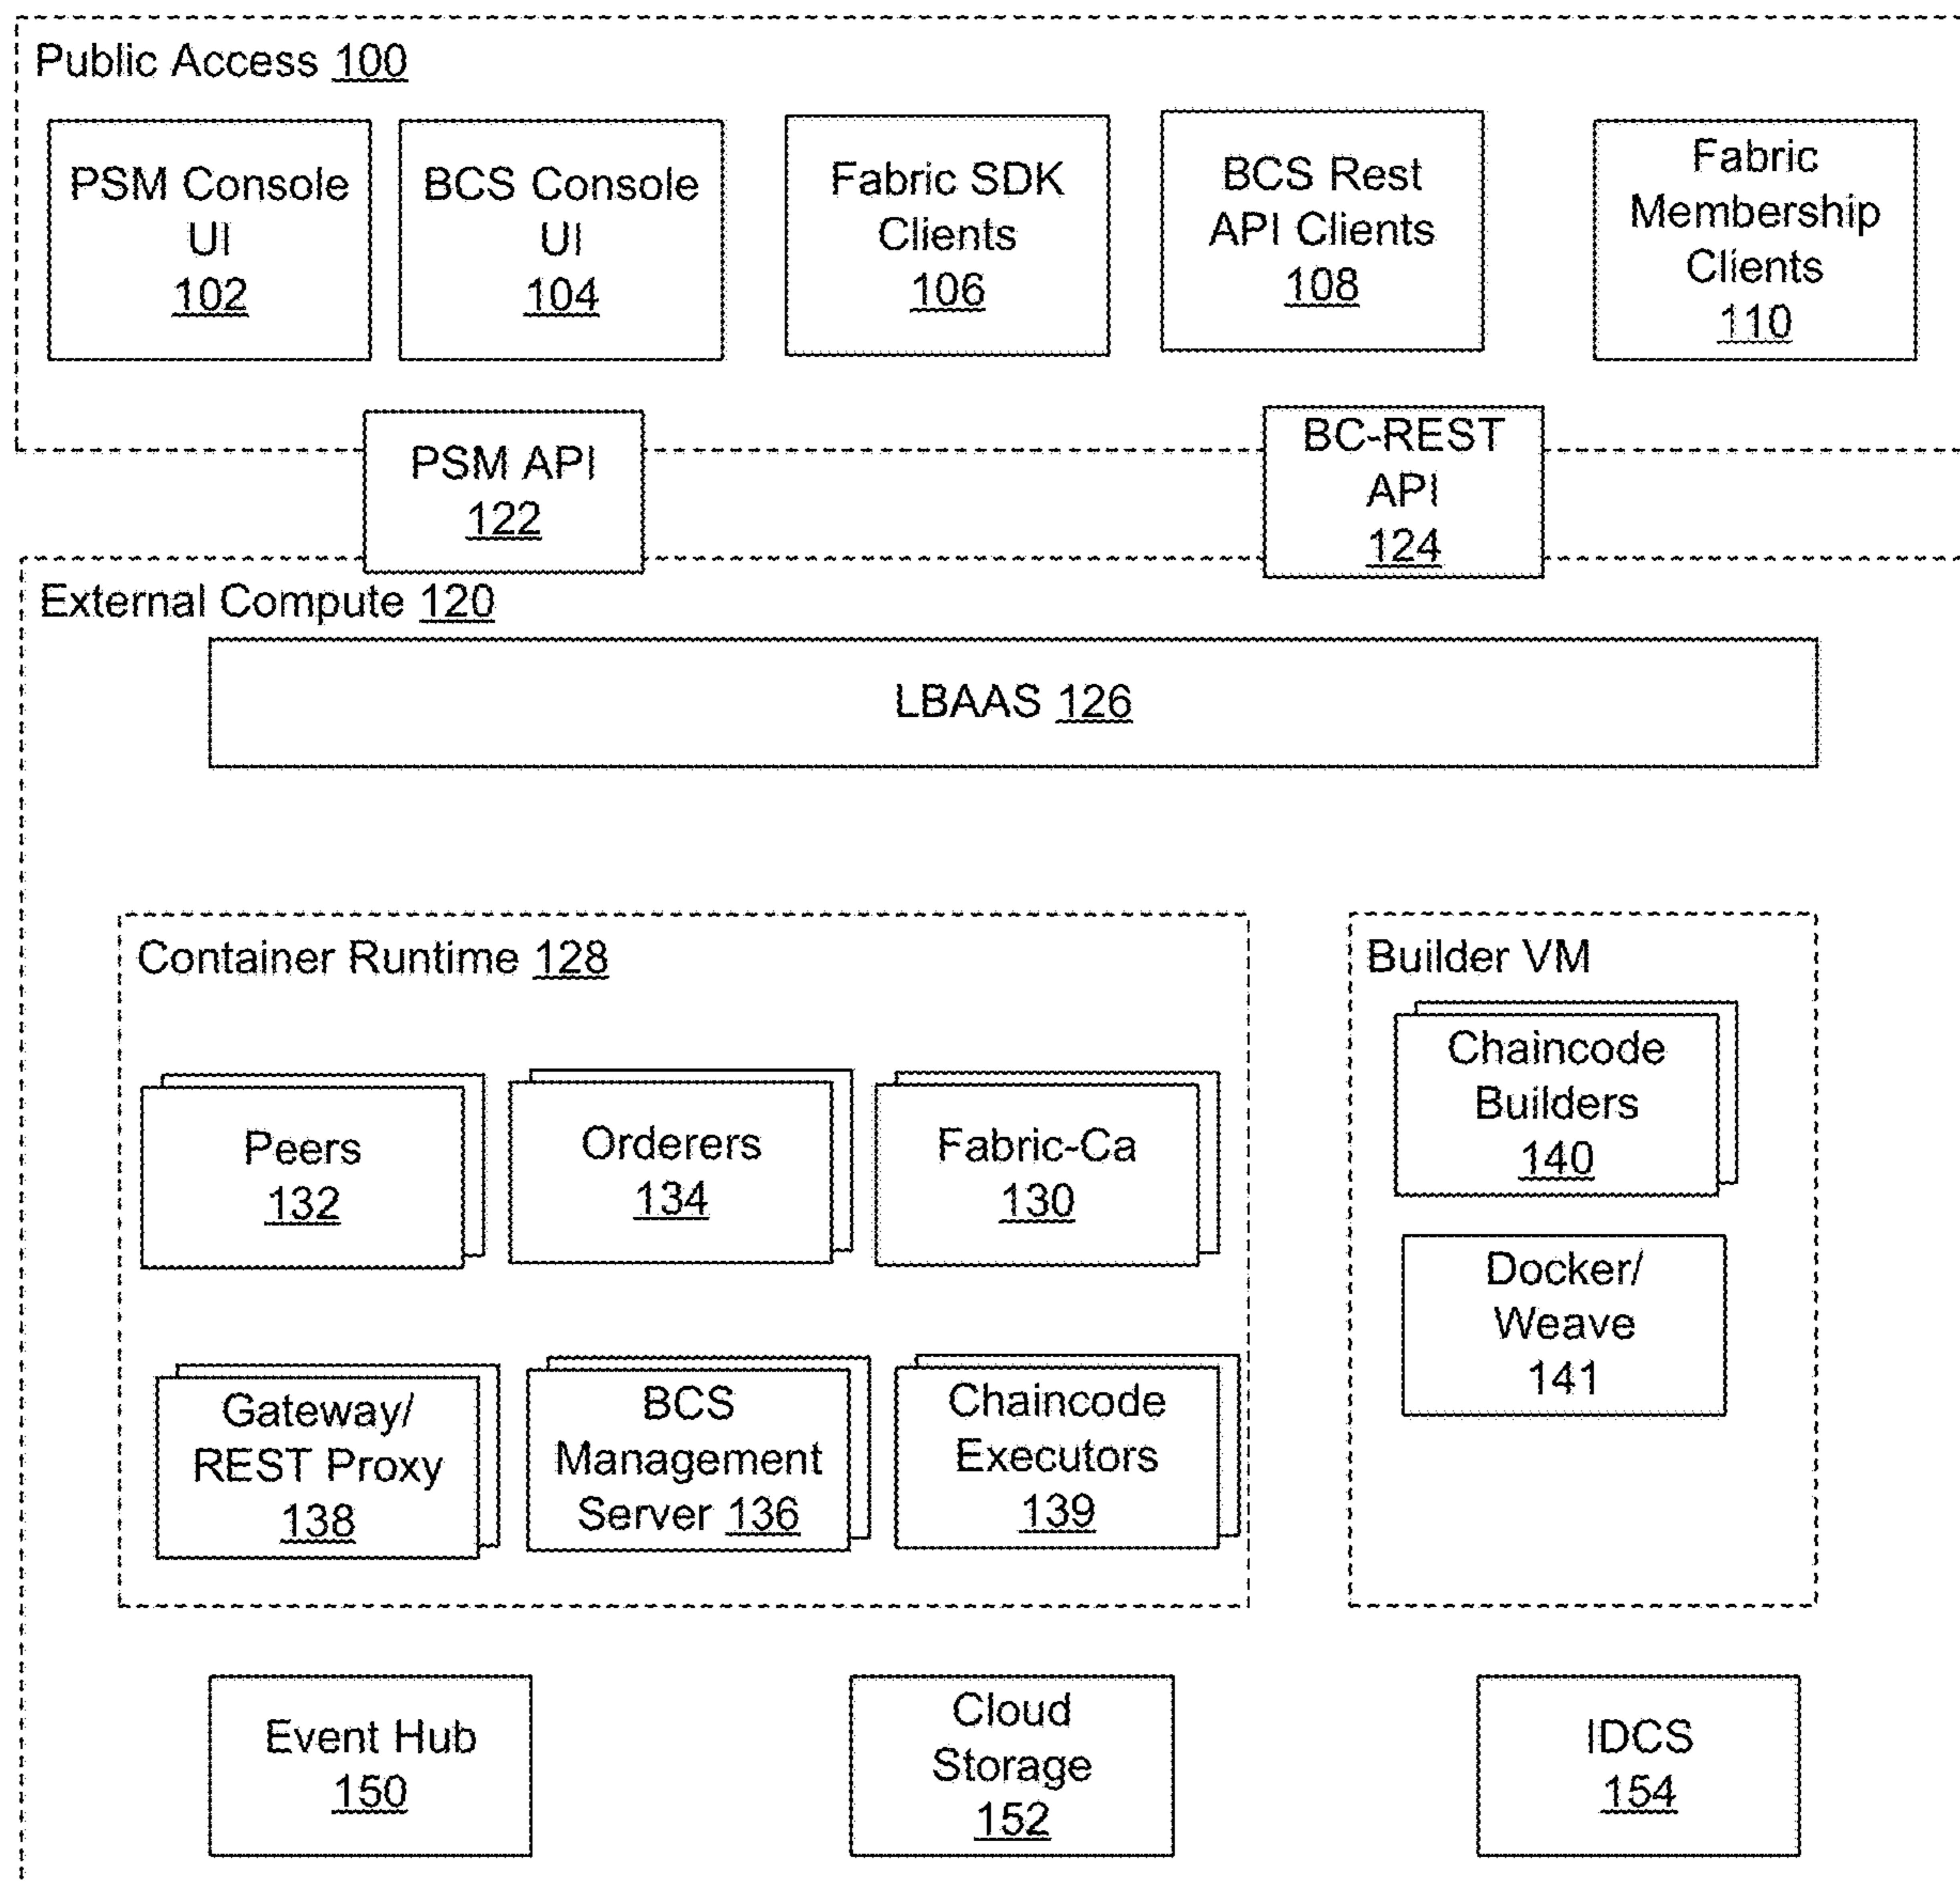 Public Access 100
PSM Console
UI
102
BCS Console
UI
104
Fabric SDK
Clients
106
BCS Rest
API Clients
108
Fabric
Membership
Clients
110
PSM API
122
BC-REST
API
124
External Compute 120
LBAAS 126
Container Runtime 128
Peers
132
Orderers
134
Fabric-Ca
130
Gateway/
REST Proxy
138
BCS
Management
Server 136
Chaincode
Executors
139
Builder VM
Chaincode
Builders
140
Docker/
Weave
141
Event Hub
150
Cloud
Storage
152
IDCS
154